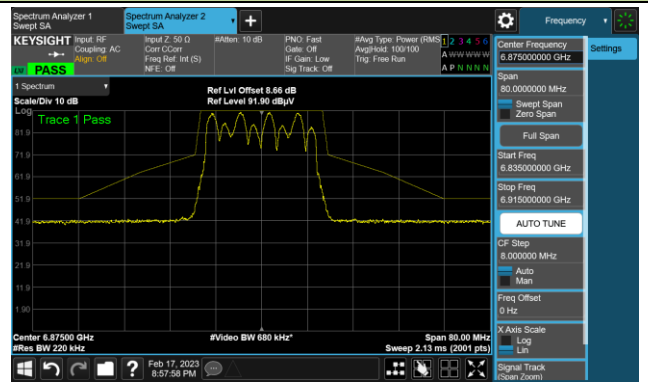 Spectrum Analyzer 1
Swept SA
Spectrum Analyzer 2
Swept SA
+
Frequency
KEYSIGHT
Input: RF
Coupling: AC
Align: Off
Input Z: 50 Ω
Corr CCorr
Freq Ref: Int (S)
NFE: Off
#Atten: 10 dB
PNO: Fast
Gate: Off
IF Gain: Low
Sig Track: Off
#Avg Type: Power (RMS
Avg|Hold: 100/100
Trig: Free Run
1 2 3 4 5 6
A W W W W W
A P N N N N
PASS
1 Spectrum
Scale/Div 10 dB
Ref Lvl Offset 8.66 dB
Ref Level 91.90 dBµV
Log
Trace 1 Pass
81.9
71.9
61.9
51.9
41.9
31.9
21.9
11.9
1.90
Center 6.87500 GHz
#Res BW 220 kHz
#Video BW 680 kHz*
Span 80.00 MHz
Sweep 2.13 ms (2001 pts)
Center Frequency
6.875000000 GHz
Settings
Span
80.0000000 MHz
Swept Span
Zero Span
Full Span
Start Freq
6.835000000 GHz
Stop Freq
6.915000000 GHz
AUTO TUNE
CF Step
8.000000 MHz
Auto
Man
Freq Offset
0 Hz
X Axis Scale
Log
Lin
Signal Track
(Span Zoom)
?
Feb 17, 2023
8:57:58 PM